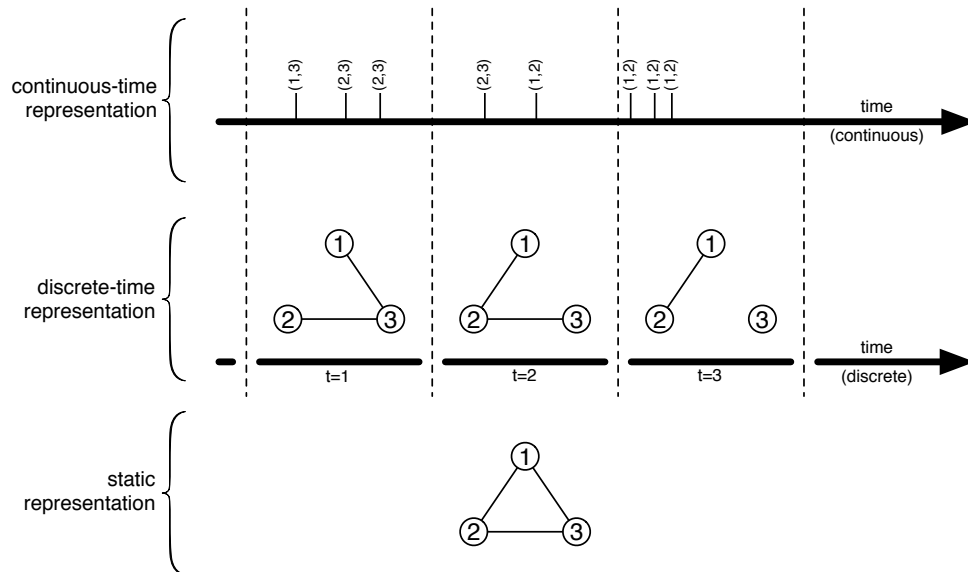 continuous-time
representation
(1,3)
(2,3)
(2,3)
(2,3)
(1,2)
(1,2)
(1,2)
(1,2)
time
(continuous)
discrete-time
representation
1
2
3
1
2
3
1
2
3
t=1
t=2
t=3
time
(discrete)
static
representation
1
2
3